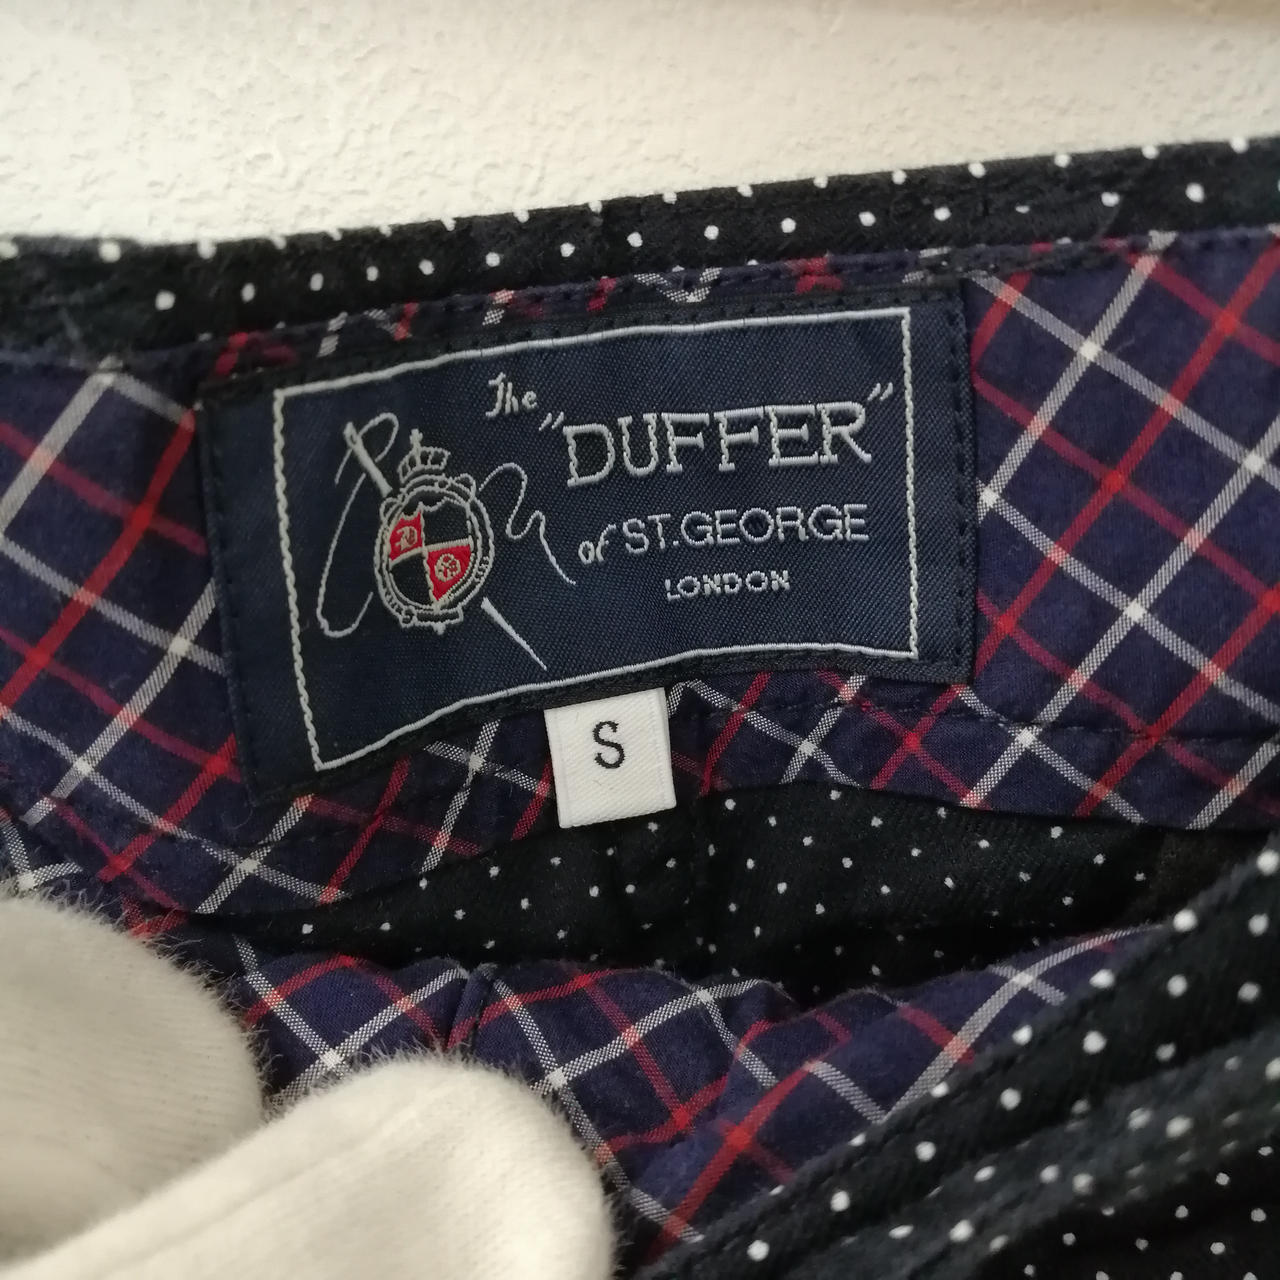 The
"DUFFER"
of ST.GEORGE
LONDON
S